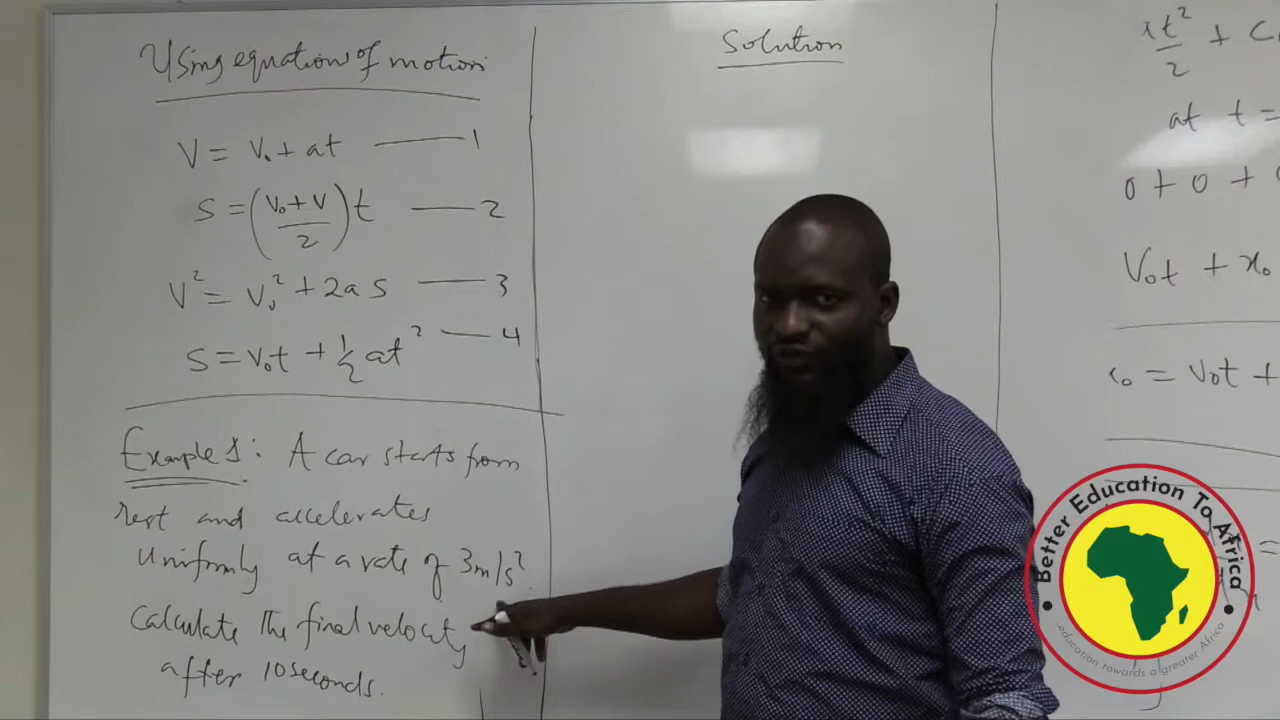 Using equation of motion
V = V₀ + at — 1
S = (V₀ + V / 2) t — 2
V² = V₀² + 2as — 3
S = V₀t + ½ at² — 4
Example 1: A car starts from
rest and accelerates
uniformly at a rate of 3m/s².
Calculate the final velocity
after 10 seconds.
Solution
t²/2 + C
at t =
0 + 0 +
V₀t + x₀
= V₀t +
=
Better Education To Africa
...education towards a greater Africa